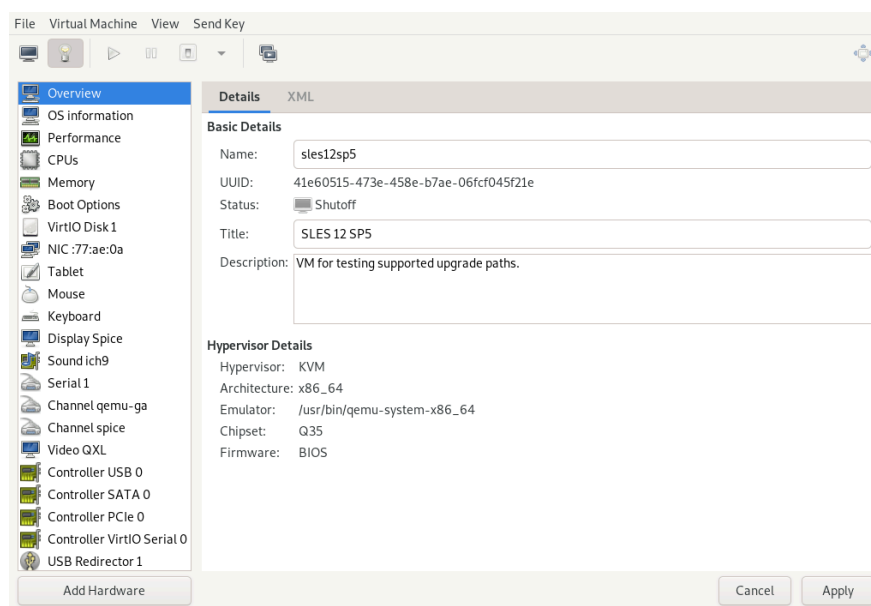 File Virtual Machine View Send Key
Overview
OS information
Performance
CPUs
Memory
Boot Options
VirtIO Disk 1
NIC :77:ae:0a
Tablet
Mouse
Keyboard
Display Spice
Sound ich9
Serial 1
Channel qemu-ga
Channel spice
Video QXL
Controller USB 0
Controller SATA 0
Controller PCIe 0
Controller VirtIO Serial 0
USB Redirector 1
Add Hardware
Details XML
Basic Details
Name: sles12sp5
UUID: 41e60515-473e-458e-b7ae-06fcf045f21e
Status: Shutoff
Title: SLES 12 SP5
Description: VM for testing supported upgrade paths.
Hypervisor Details
Hypervisor: KVM
Architecture: x86_64
Emulator: /usr/bin/qemu-system-x86_64
Chipset: Q35
Firmware: BIOS
Cancel Apply